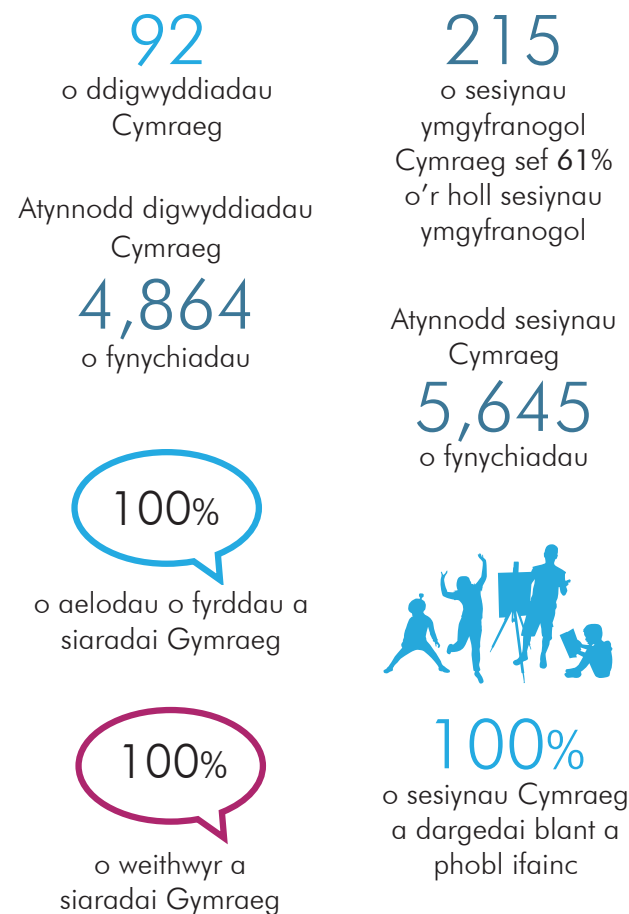 92
o ddigwyddiadau
Cymraeg
Atynnodd digwyddiadau
Cymraeg
4,864
o fynychiadau
100%
o aelodau o fyrddau a
siaradai Gymraeg
100%
o weithwyr a
siaradai Gymraeg
215
o sesiynau
ymgyfranogol
Cymraeg sef 61%
o'r holl sesiynau
ymgyfranogol
Atynnodd sesiynau
Cymraeg
5,645
o fynychiadau
100%
o sesiynau Cymraeg
a dargedai blant a
phobl ifainc